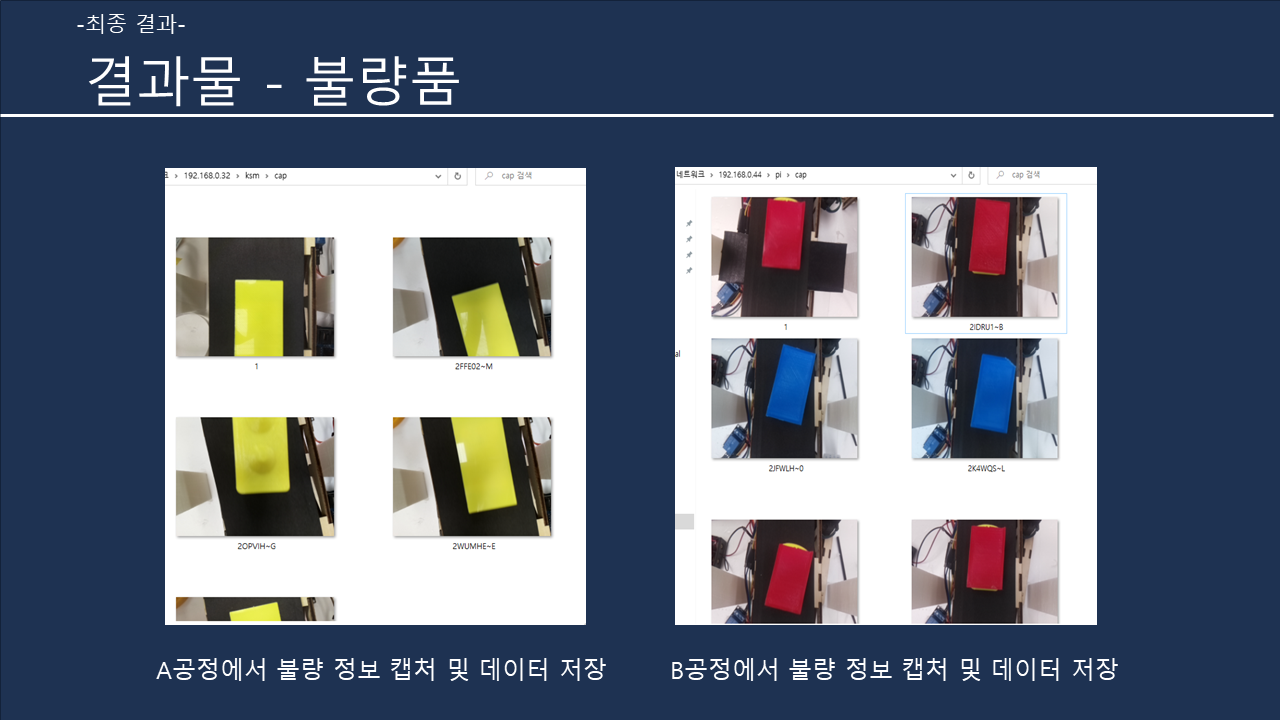 -최종 결과-
결과물 - 불량품
192.168.0.32 › ksm › cap
cap 검색
1
2FFE02~M
2OPVIH~G
2WUMHE~E
네트워크 › 192.168.0.44 › pi › cap
cap 검색
1
2IDRU1~B
al
2JFWLH~0
2K4WQS~L
A공정에서 불량 정보 캡처 및 데이터 저장
B공정에서 불량 정보 캡처 및 데이터 저장